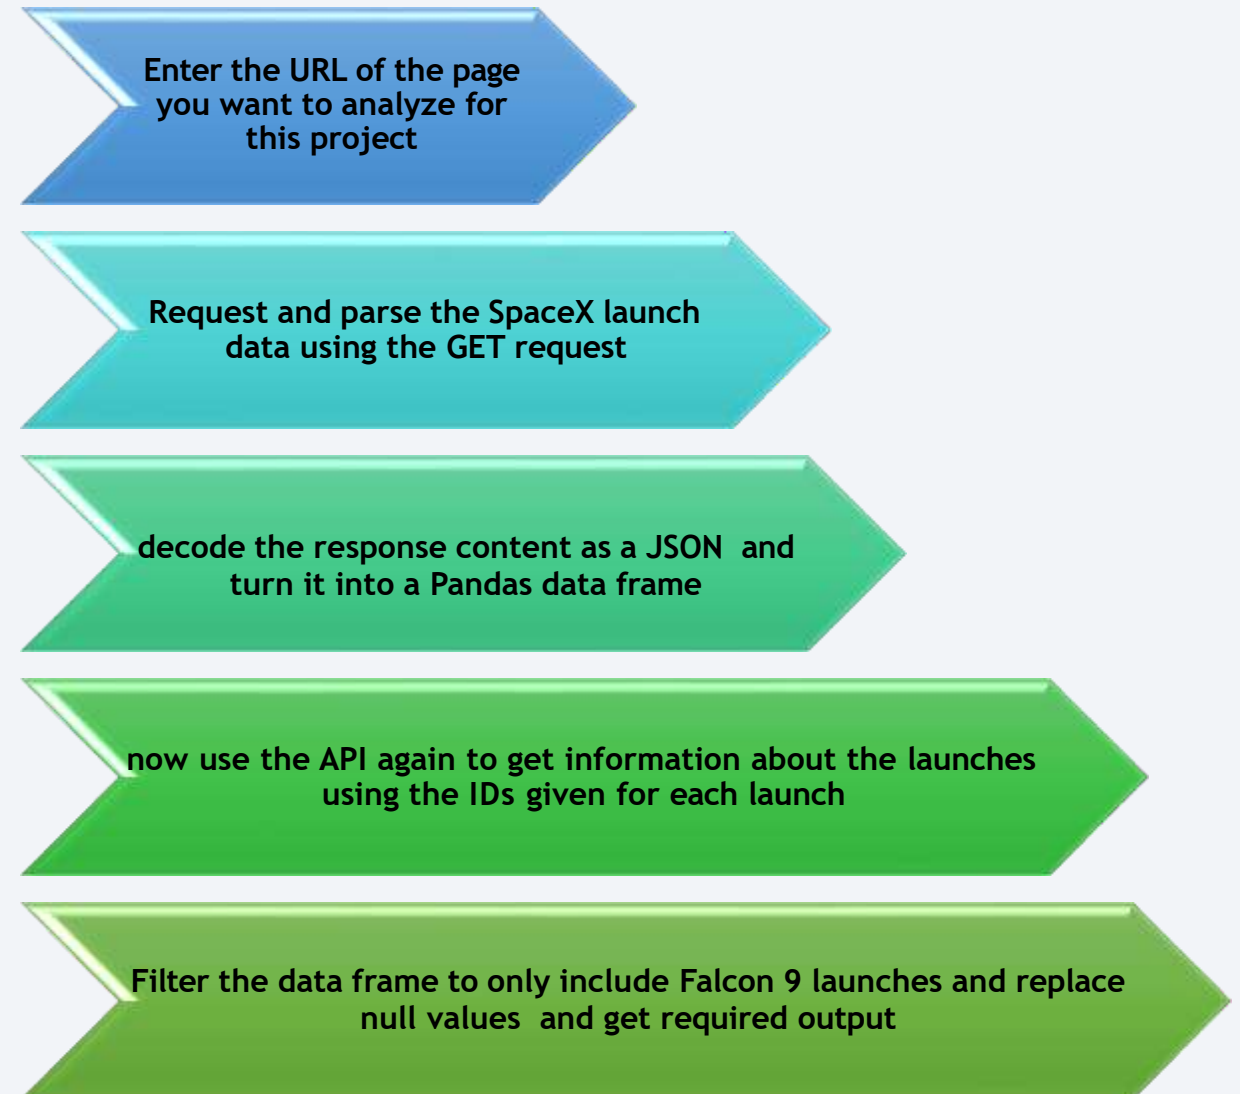 Enter the URL of the page
you want to analyze for
this project
Request and parse the SpaceX launch
data using the GET request
decode the response content as a JSON  and
turn it into a Pandas data frame
now use the API again to get information about the launches
using the IDs given for each launch
Filter the data frame to only include Falcon 9 launches and replace
null values  and get required output